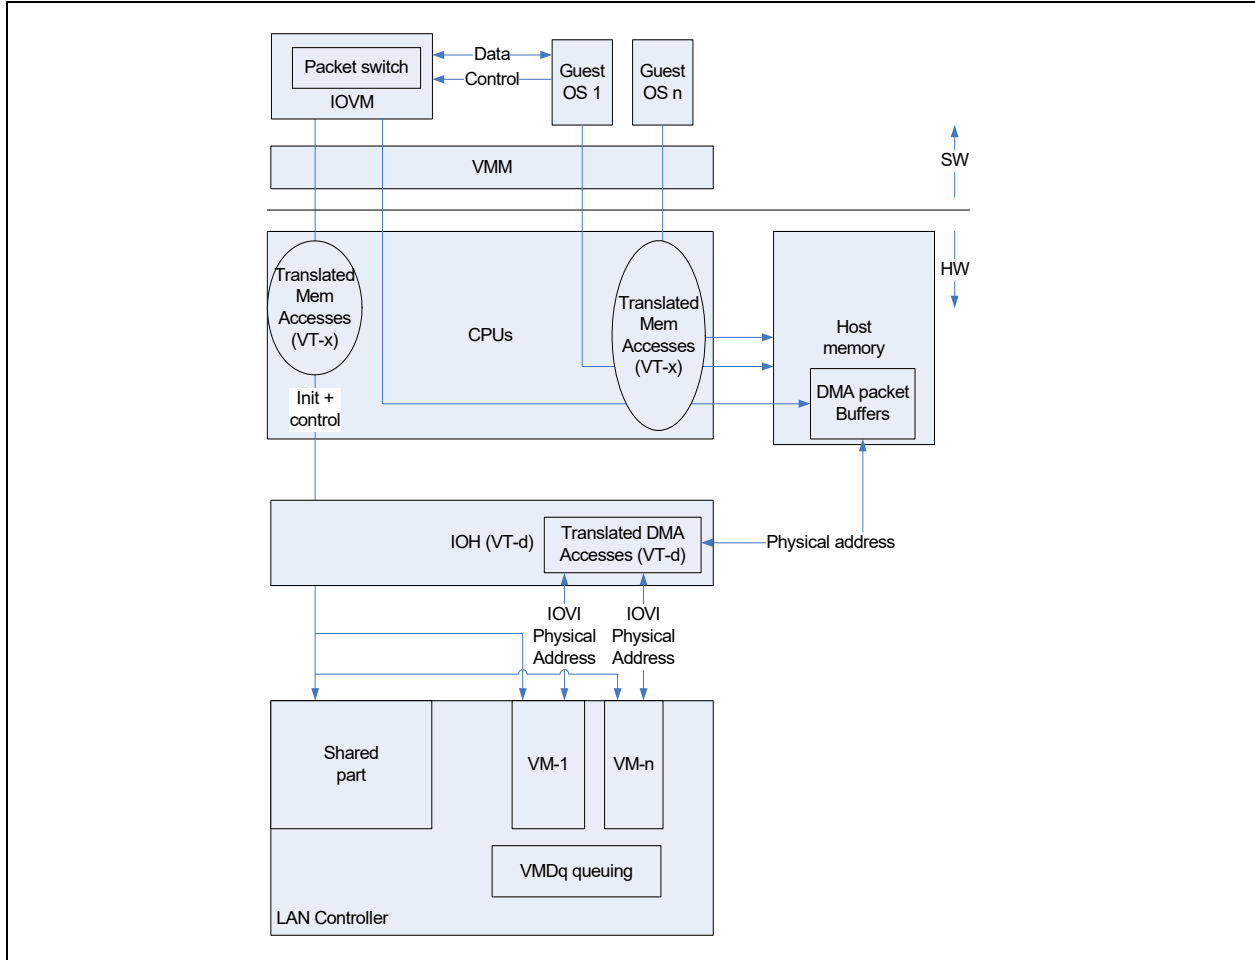 Packet switch
IOVM
Data
Control
Guest
OS 1
Guest
OS n
VMM
SW
HW
Translated
Mem
Accesses
(VT-x)
CPUs
Translated
Mem
Accesses
(VT-x)
Host
memory
Init +
control
DMA packet
Buffers
IOH (VT-d)
Translated DMA
Accesses (VT-d)
Physical address
IOVI
Physical
Address
IOVI
Physical
Address
Shared
part
VM-1
VM-n
VMDq queuing
LAN Controller